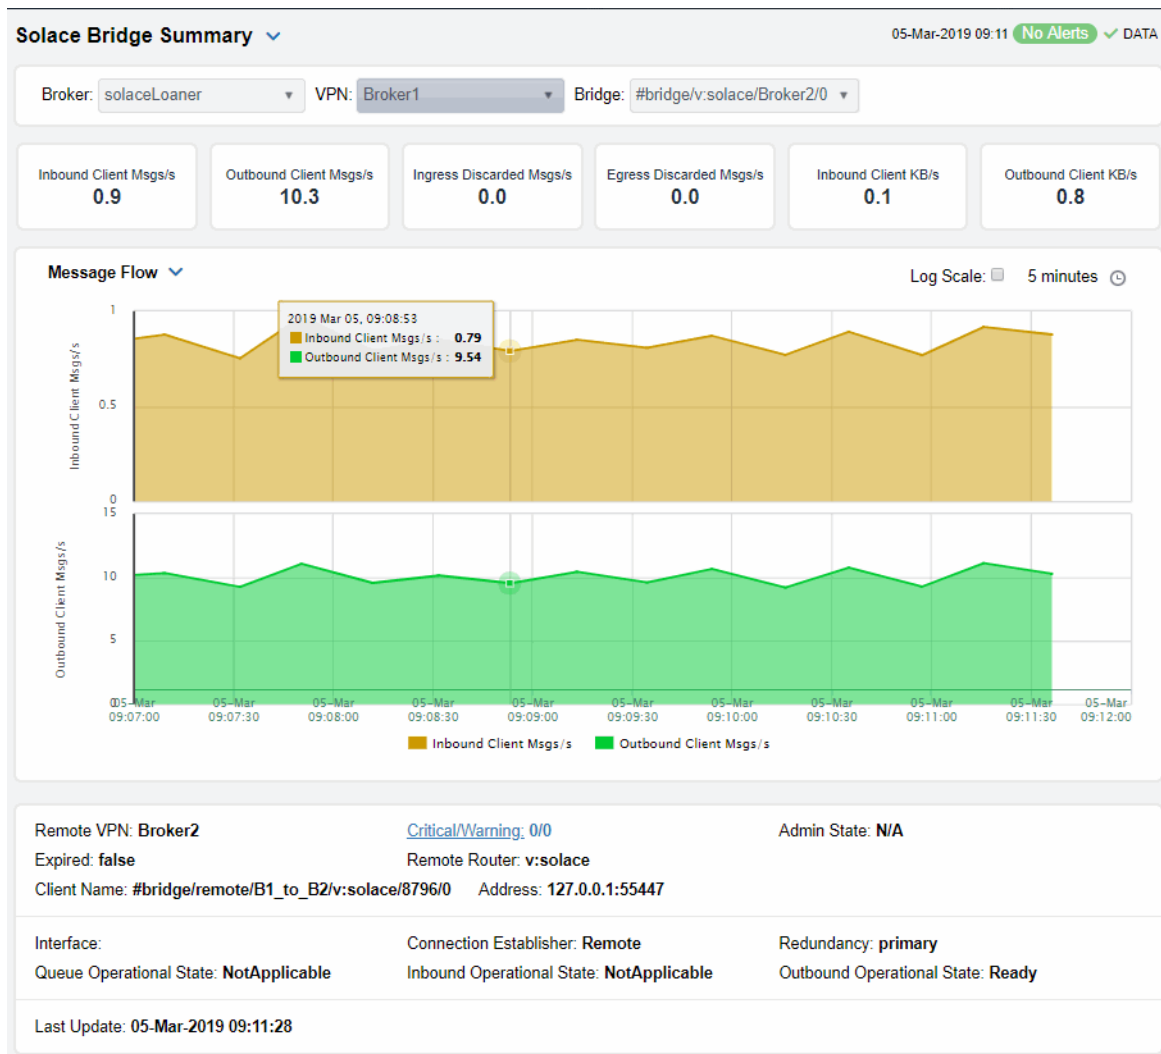 Solace Bridge Summary
05-Mar-2019 09:11 No Alerts DATA
Broker: solaceLoaner VPN: Broker1 Bridge: #bridge/v:solace/Broker2/0
Inbound Client Msgs/s Outbound Client Msgs/s Ingress Discarded Msgs/s Egress Discarded Msgs/s Inbound Client KB/s Outbound Client KB/s
0.9 10.3 0.0 0.0 0.1 0.8
Message Flow
Log Scale: 5 minutes
1
2019 Mar 05, 09:08:53
Inbound Client Msgs/s : 0.79
Outbound Client Msgs/s : 9.54
Inbound Client Msgs/s
0.5
0
15
10
Outbound Client Msgs/s
5
0
05-Mar 05-Mar 05-Mar 05-Mar 05-Mar 05-Mar 05-Mar 05-Mar 05-Mar 05-Mar 05-Mar
09:07:00 09:07:30 09:08:00 09:08:30 09:09:00 09:09:30 09:10:00 09:10:30 09:11:00 09:11:30 09:12:00
Inbound Client Msgs/s Outbound Client Msgs/s
Remote VPN: Broker2 Critical/Warning: 0/0 Admin State: N/A
Expired: false Remote Router: v:solace
Client Name: #bridge/remote/B1_to_B2/v:solace/8796/0 Address: 127.0.0.1:55447
Interface: Connection Establisher: Remote Redundancy: primary
Queue Operational State: NotApplicable Inbound Operational State: NotApplicable Outbound Operational State: Ready
Last Update: 05-Mar-2019 09:11:28